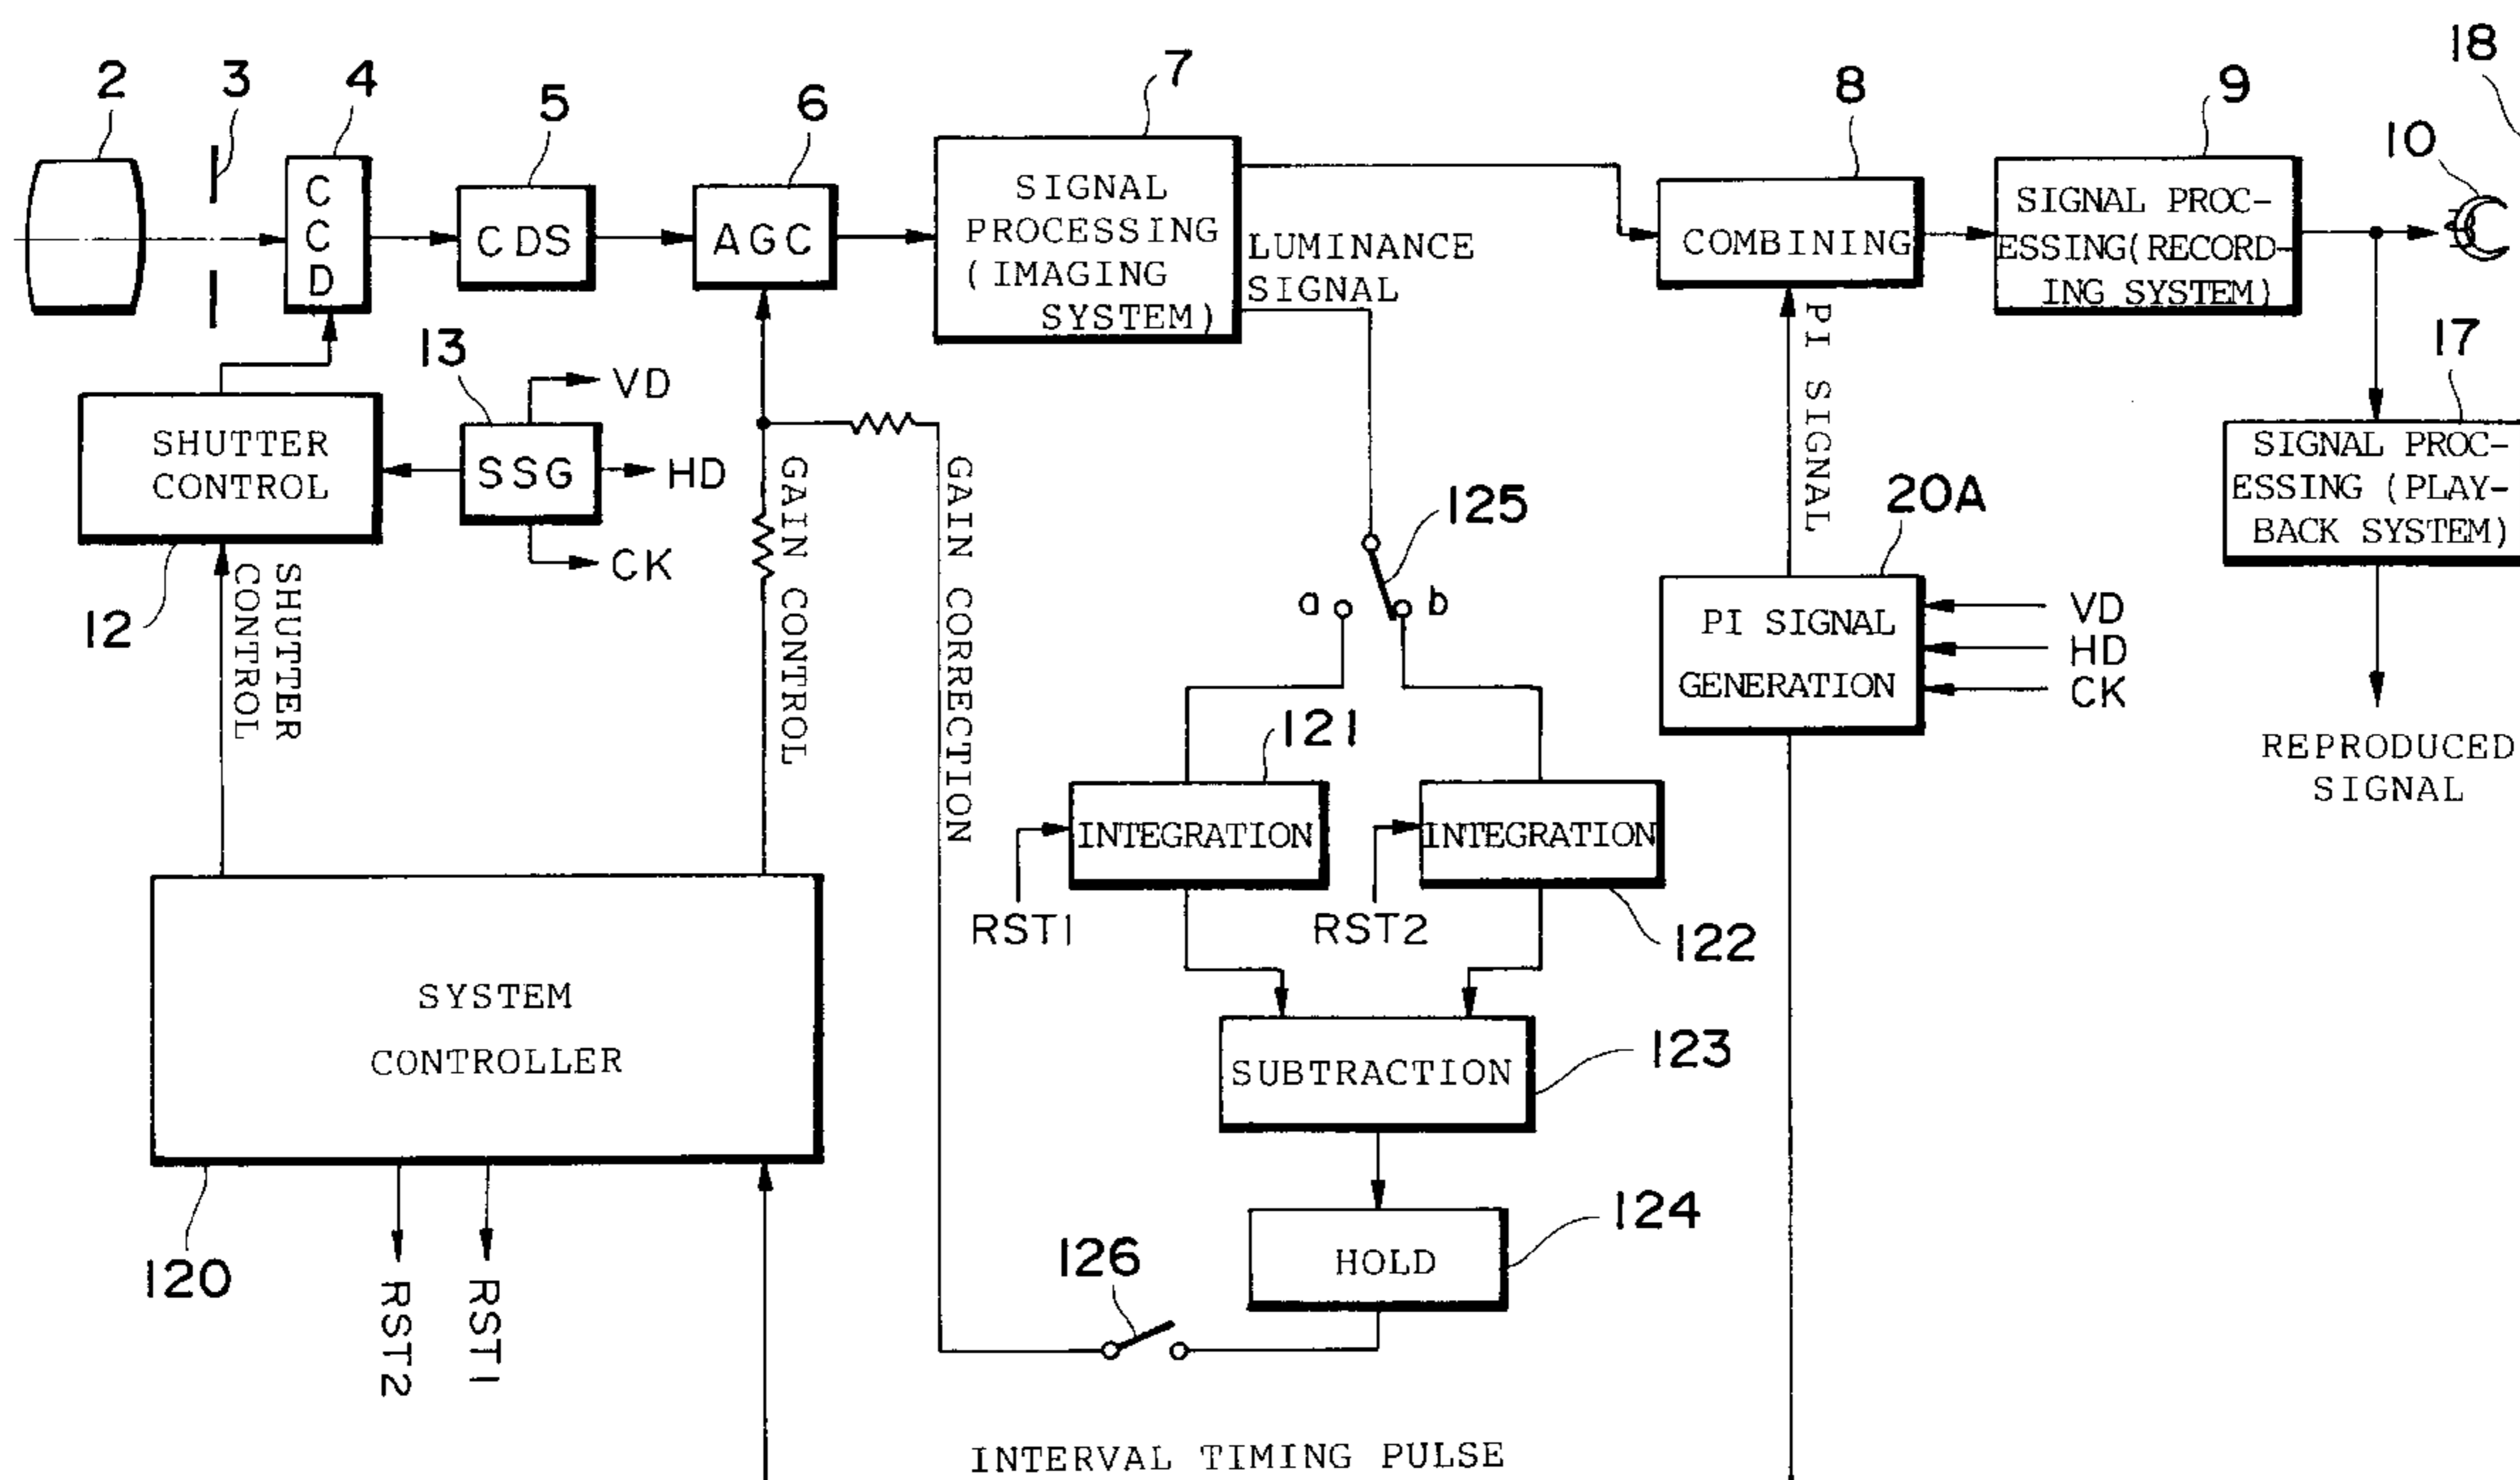 2
3
4
5
6
7
8
9
10
18
C
C
D
CDS
AGC
SIGNAL
PROCESSING
(IMAGING
SYSTEM)
LUMINANCE
SIGNAL
COMBINING
SIGNAL PROC-
ESSING(RECORD-
ING SYSTEM)
13
VD
SHUTTER
CONTROL
SSG
HD
CK
12
SHUTTER
CONTROL
GAIN CONTROL
GAIN CORRECTION
125
a
b
PI SIGNAL
20A
PI SIGNAL
GENERATION
VD
HD
CK
17
SIGNAL PROC-
ESSING (PLAY-
BACK SYSTEM)
REPRODUCED
SIGNAL
121
INTEGRATION
INTEGRATION
RST1
RST2
122
SYSTEM
CONTROLLER
SUBTRACTION
123
120
RST2
RST1
126
HOLD
124
INTERVAL TIMING PULSE